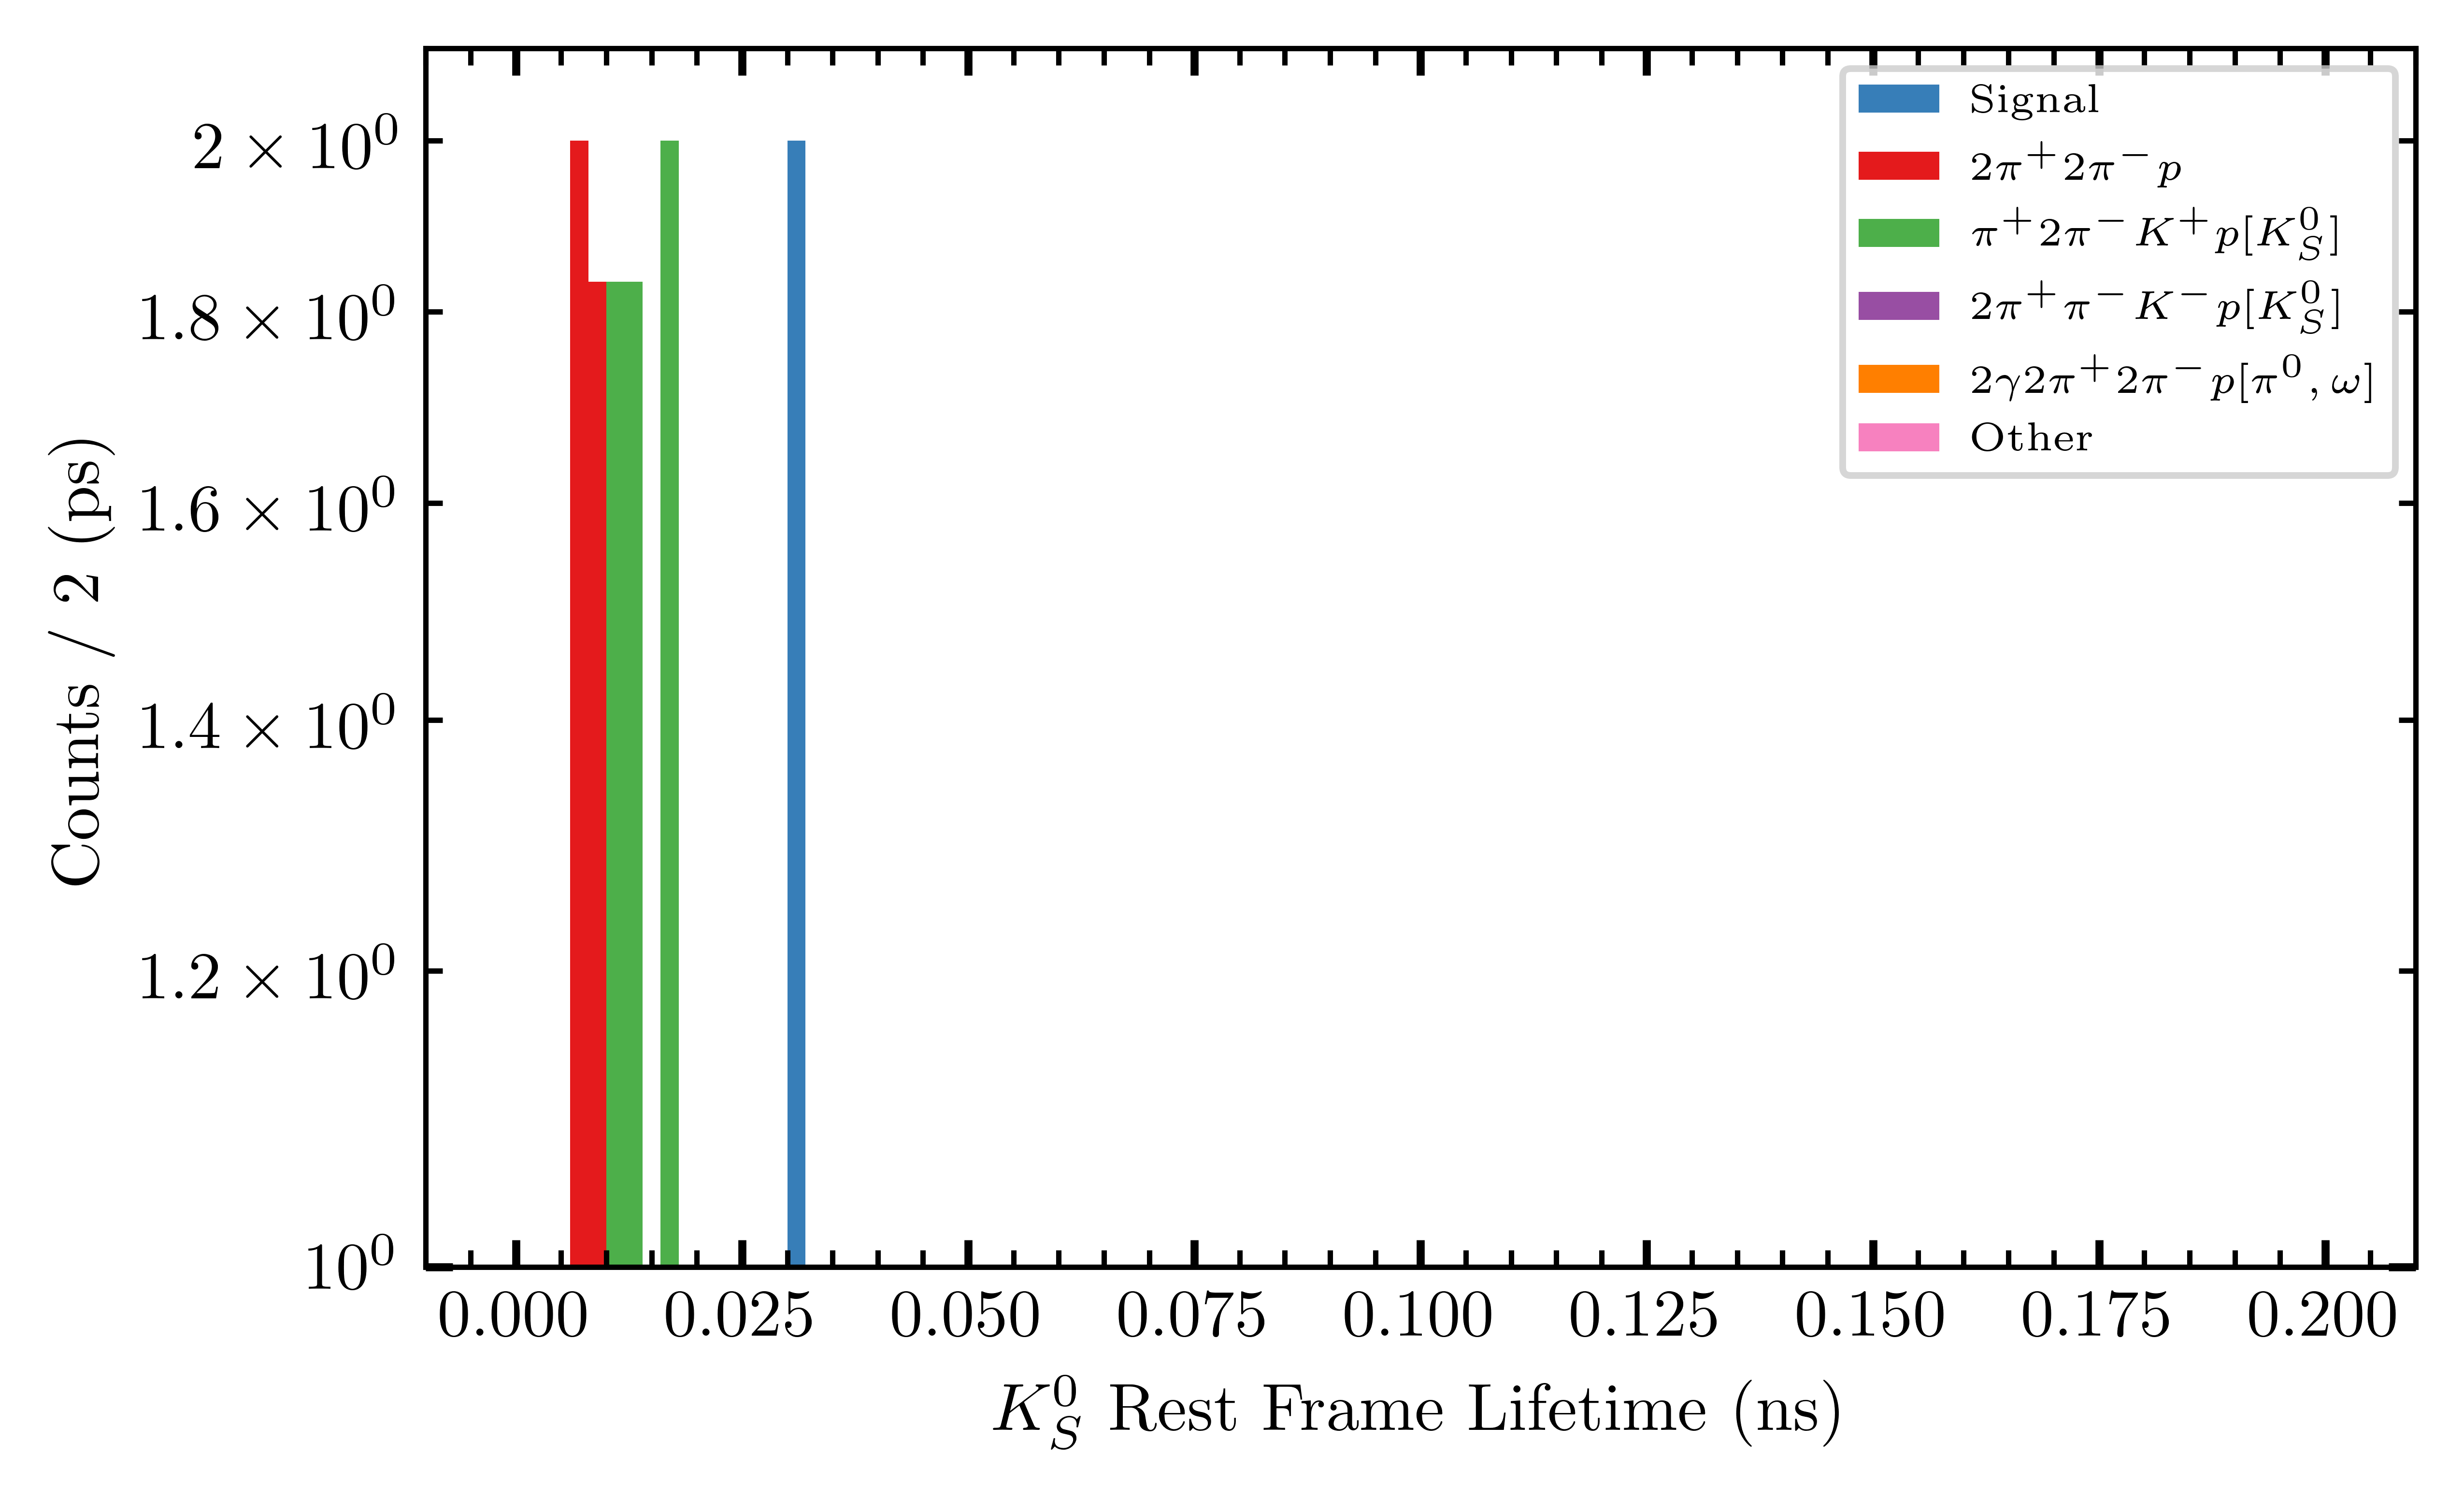 Counts / 2 (ps)
2 × 10⁰
1.8 × 10⁰
1.6 × 10⁰
1.4 × 10⁰
1.2 × 10⁰
10⁰
Signal
2π⁺2π⁻p
π⁺2π⁻K⁺p[K⁰_S]
2π⁺π⁻K⁻p[K⁰_S]
2γ2π⁺2π⁻p[π⁰, ω]
Other
0.000 0.025 0.050 0.075 0.100 0.125 0.150 0.175 0.200
K⁰_S Rest Frame Lifetime (ns)